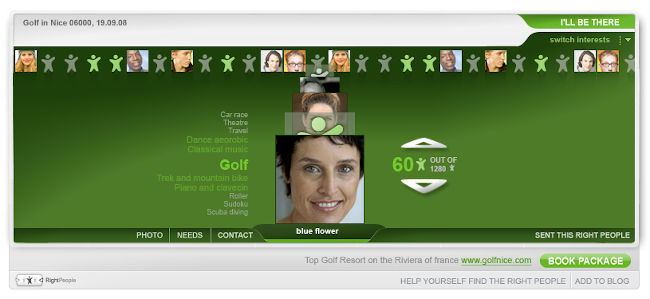 Golf in Nice 06000, 19.09.08
I'LL BE THERE
switch interests
Car race
Theatre
Travel
Dance aeorobic
Classical music
Golf
Trek and mountain bike
Piano and clavecin
Roller
Sudoku
Scuba diving
60 OUT OF
1280
PHOTO NEEDS CONTACT blue flower SENT THIS RIGHT PEOPLE
Top Golf Resort on the Riviera of france www.golfnice.com BOOK PACKAGE
RightPeople HELP YOURSELF FIND THE RIGHT PEOPLE ADD TO BLOG